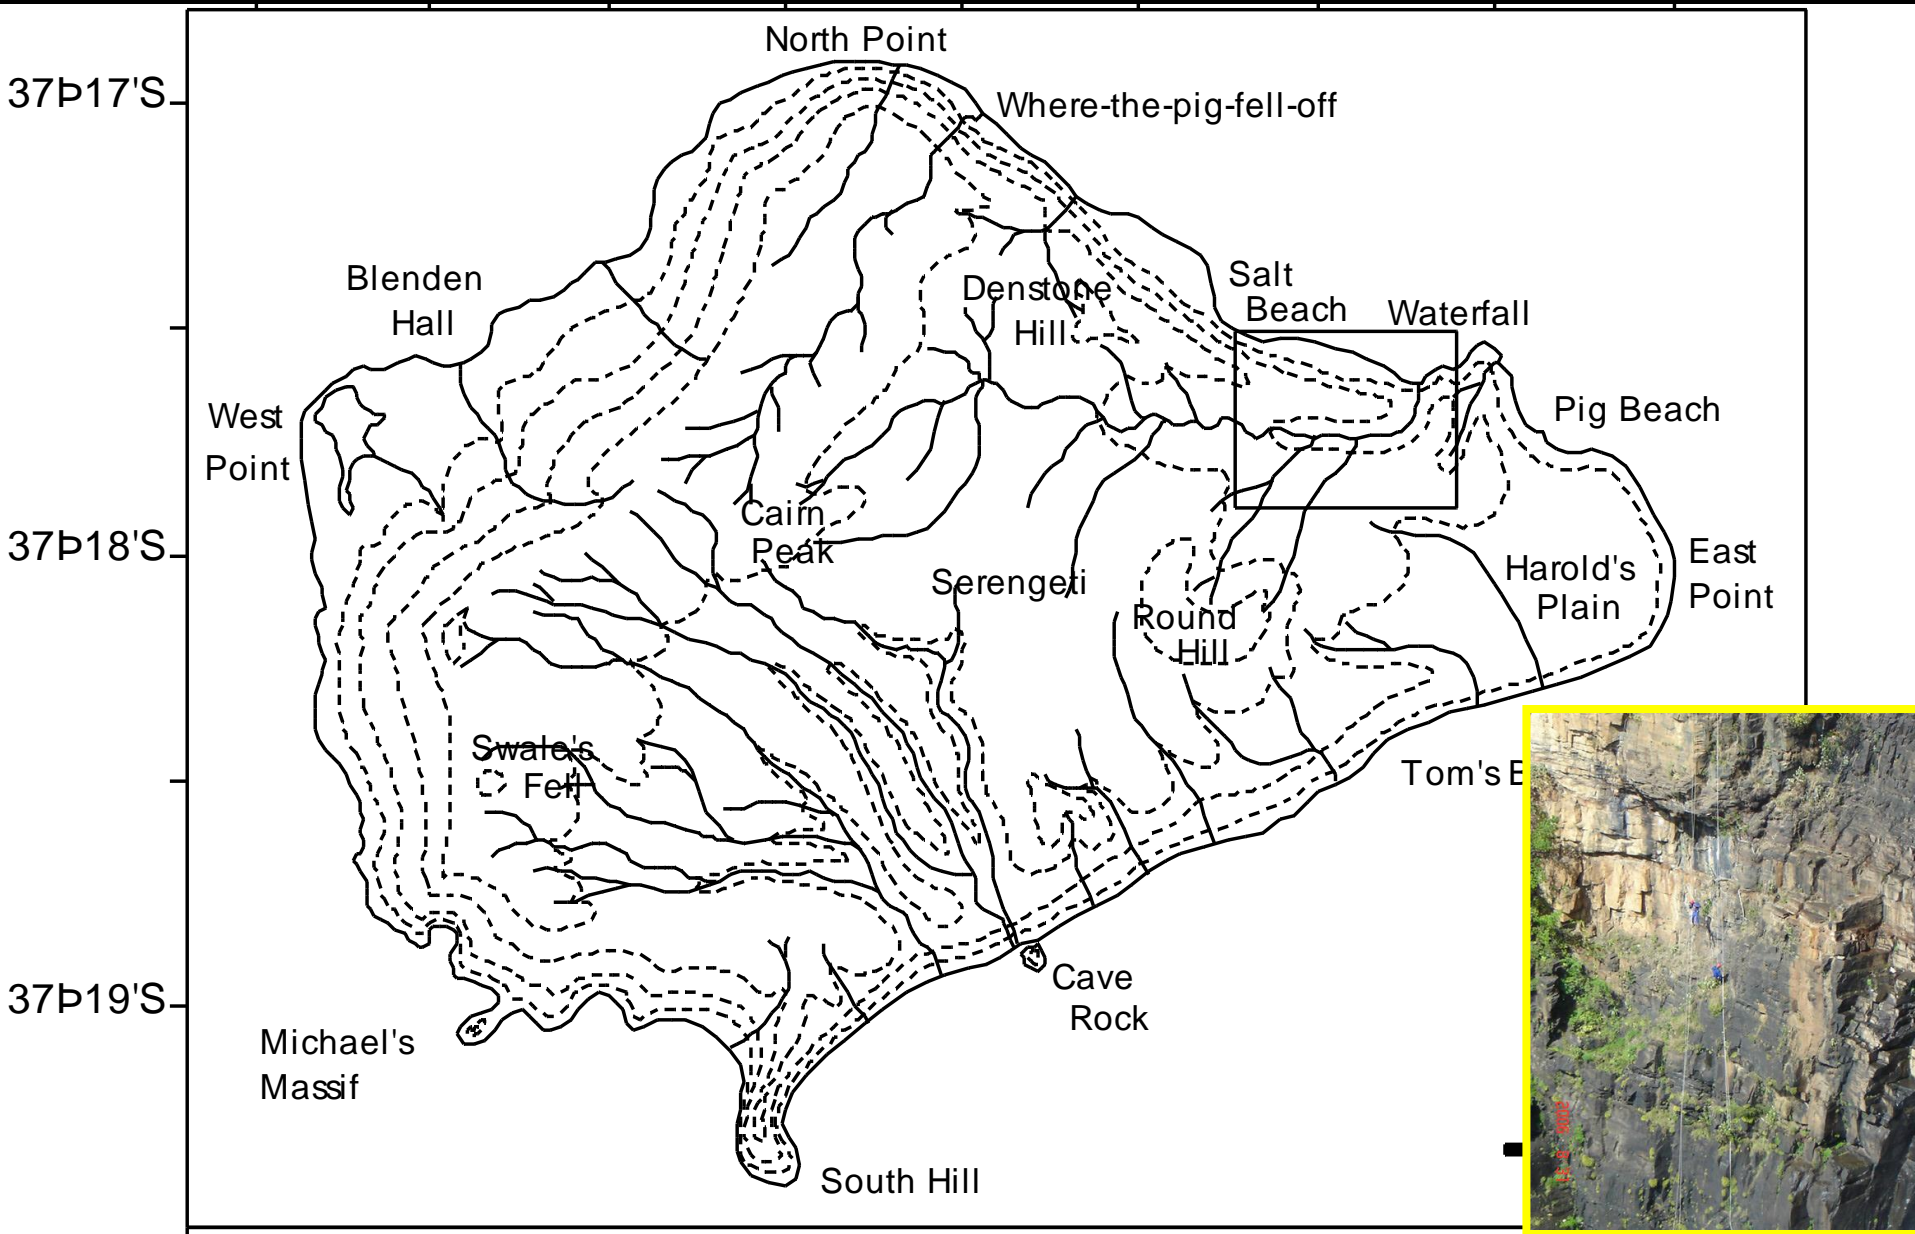 North Point
37Þ17'S
Where-the-pig-fell-off
Blenden
Hall
Denstone
Hill
Salt
Beach
Waterfall
West
Point
Pig Beach
Cairn
Peak
37Þ18'S
Serengeti
Round
Hill
Harold's
Plain
East
Point
Swale's
Fell
Tom's B
Cave
Rock
37Þ19'S
Michael's
Massif
South Hill